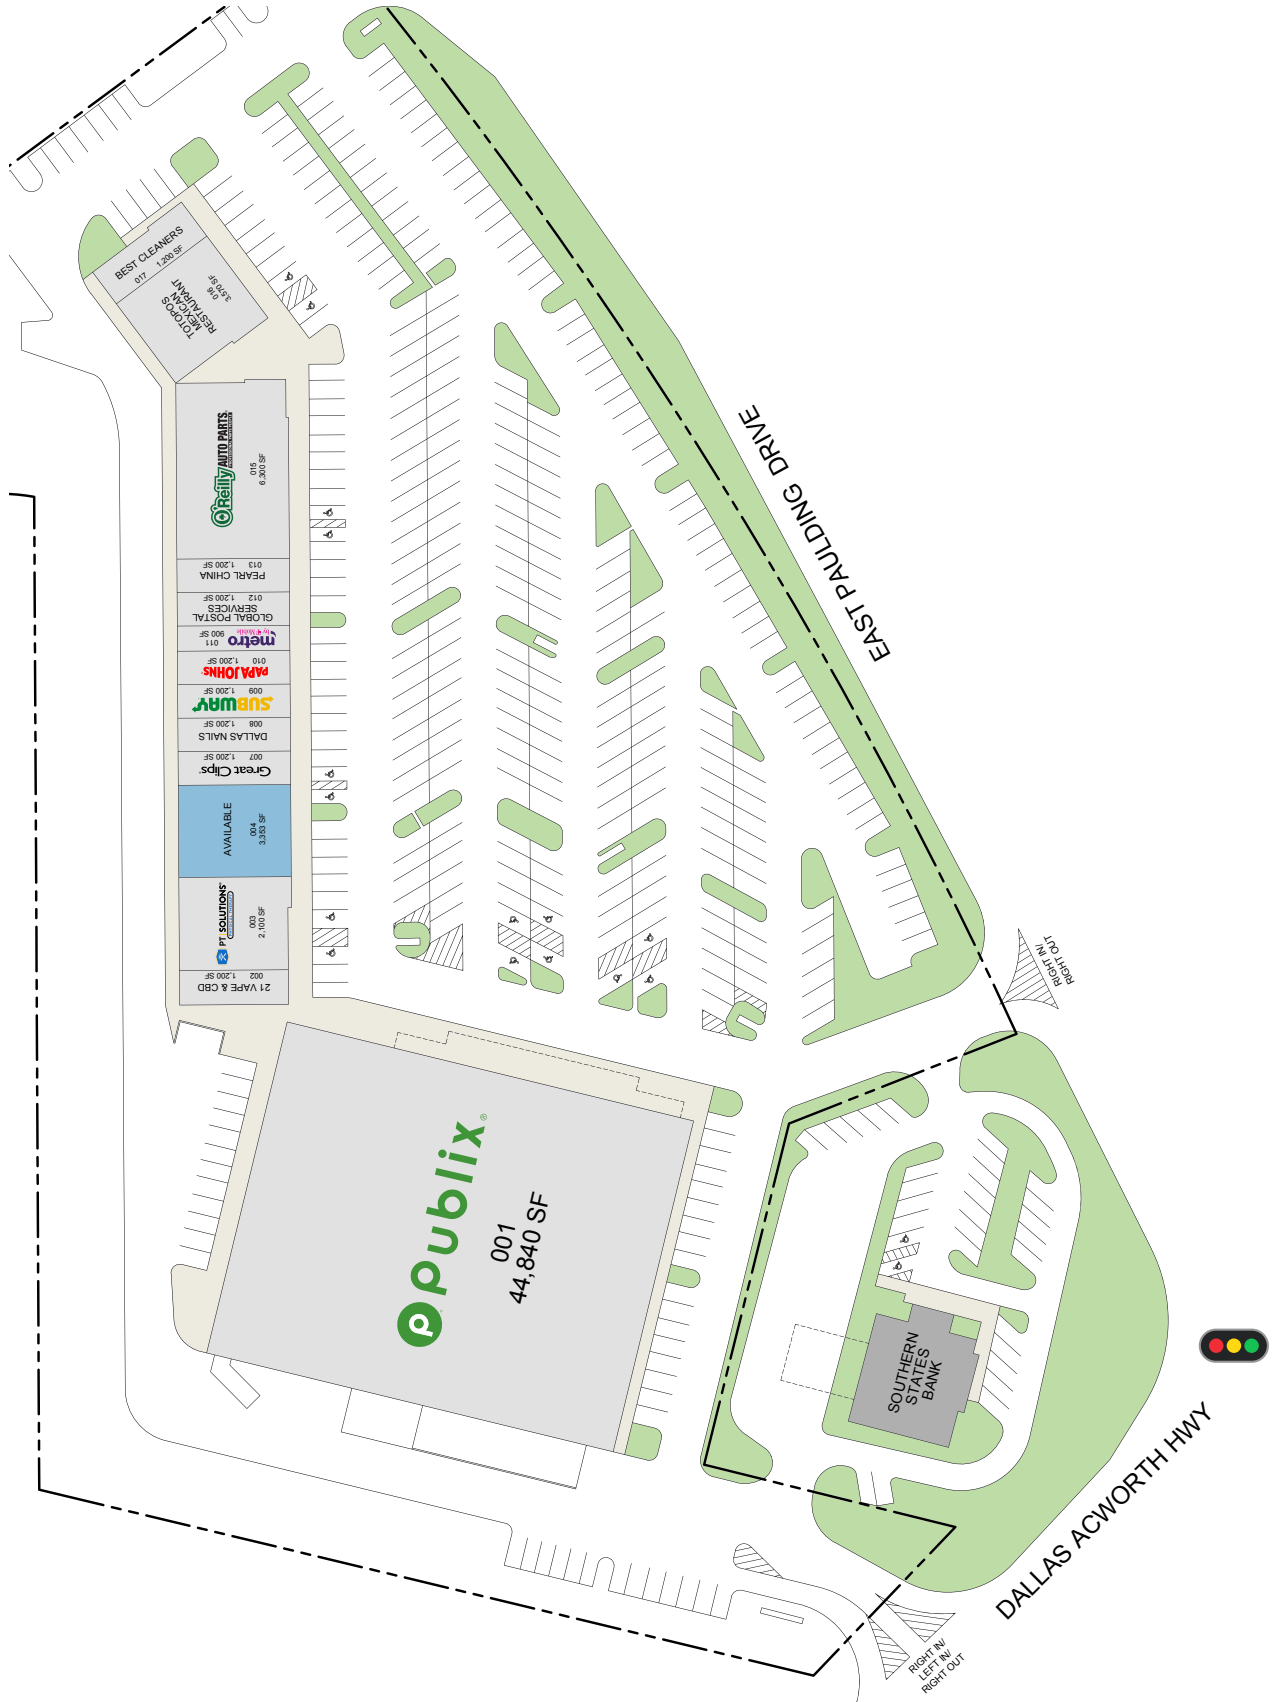 BEST CLEANERS
017 1,200 SF
TOTOPOS
MEXICAN
RESTAURANT
016
3,570 SF
O'Reilly AUTO PARTS
015
6,300 SF
PEARL CHINA
013 1,200 SF
GLOBAL POSTAL
SERVICES
012 1,200 SF
metro
by T-Mobile
011 900 SF
PAPA JOHNS
010 1,200 SF
SUBWAY
009 1,200 SF
DALLAS NAILS
008 1,200 SF
Great Clips®
007 1,200 SF
AVAILABLE
004
3,353 SF
PT SOLUTIONS®
PHYSICAL THERAPY
003
2,100 SF
21 VAPE & CBD
002 1,200 SF
Publix®
001
44,840 SF
EAST PAULDING DRIVE
RIGHT IN/
RIGHT OUT
SOUTHERN
STATES
BANK
DALLAS ACWORTH HWY
RIGHT IN/
LEFT IN/
RIGHT OUT